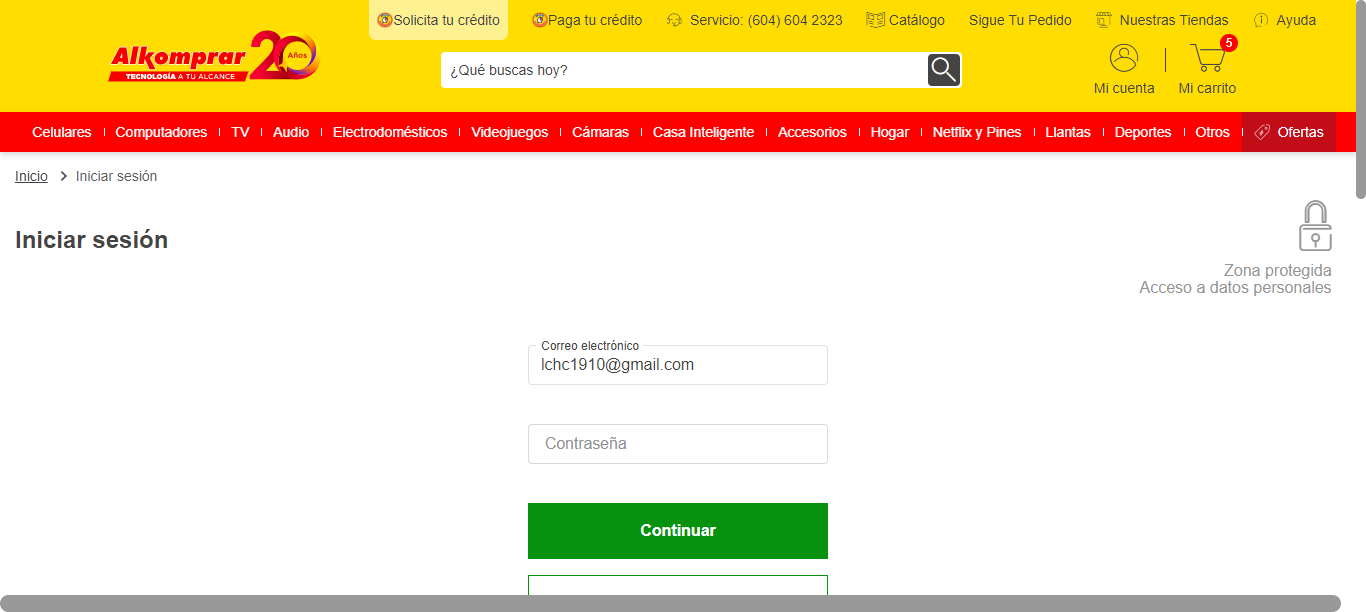 Solicita tu crédito Paga tu crédito Servicio: (604) 604 2323 Catálogo Sigue Tu Pedido Nuestras Tiendas Ayuda
Alkomprar 20 Años
TECNOLOGÍA A TU ALCANCE
¿Qué buscas hoy?
5
Mi cuenta Mi carrito
Celulares Computadores TV Audio Electrodomésticos Videojuegos Cámaras Casa Inteligente Accesorios Hogar Netflix y Pines Llantas Deportes Otros Ofertas
Inicio > Iniciar sesión
Iniciar sesión
Zona protegida
Acceso a datos personales
Correo electrónico
lchc1910@gmail.com
Contraseña
Continuar